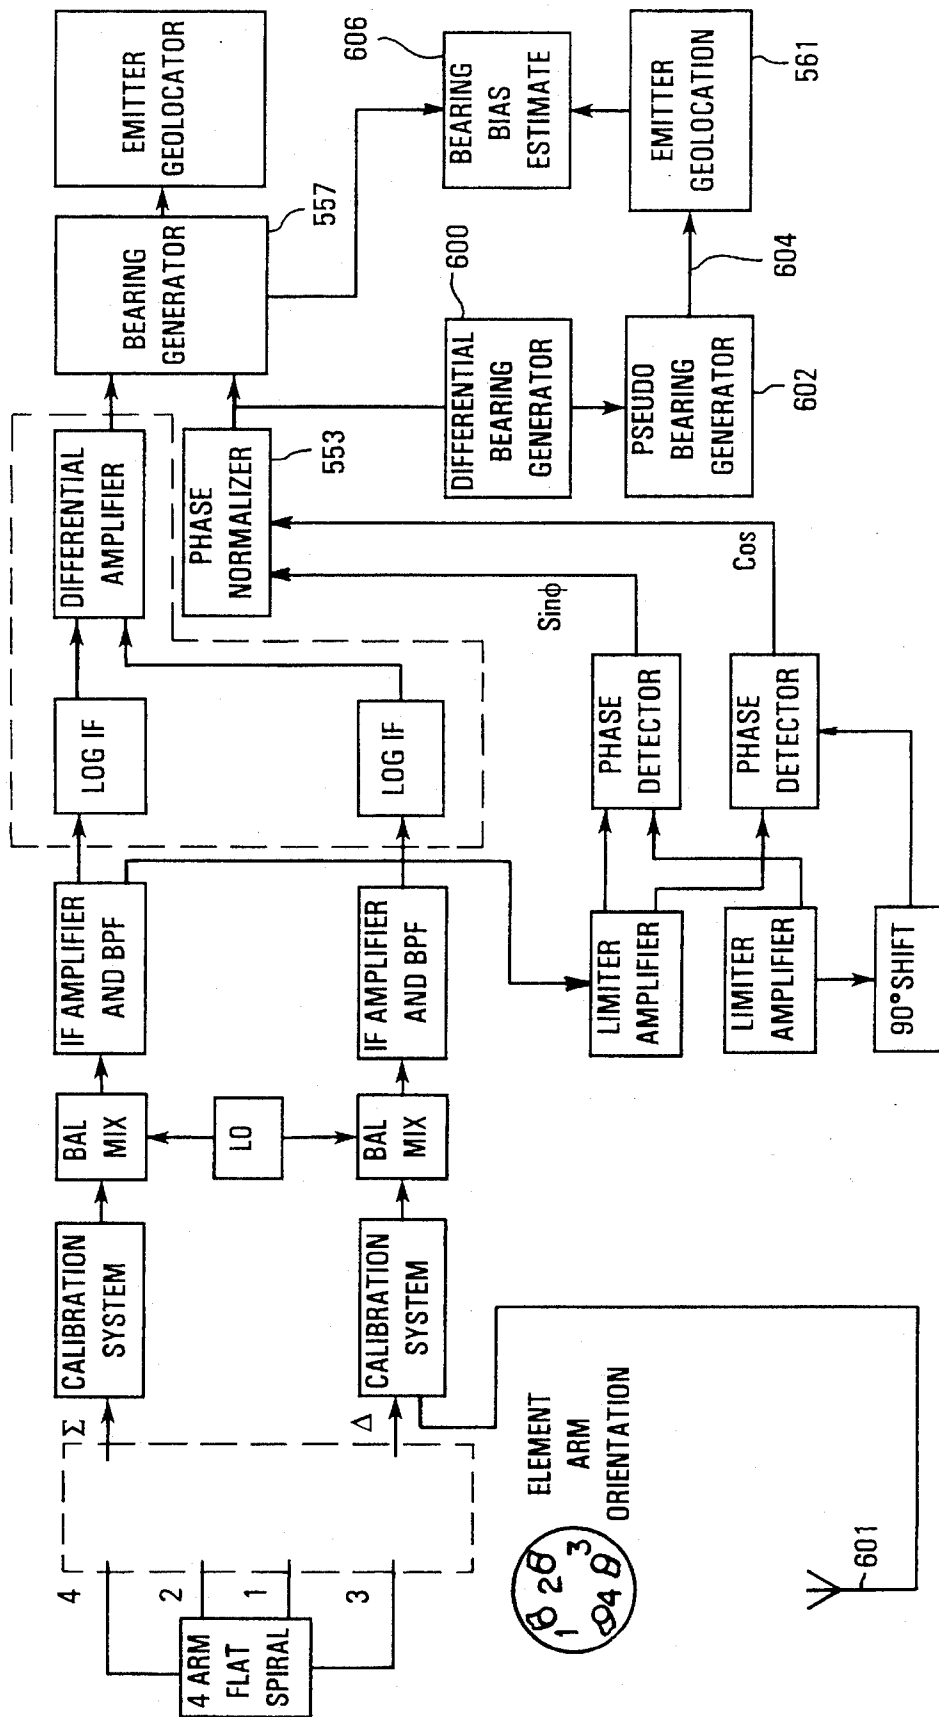 4 ARM
FLAT
SPIRAL
4
2
1
3
Σ
Δ
CALIBRATION
SYSTEM
BAL
MIX
IF AMPLIFIER
AND BPF
LOG IF
DIFFERENTIAL
AMPLIFIER
BEARING
GENERATOR
557
EMITTER
GEOLOCATOR
LO
CALIBRATION
SYSTEM
BAL
MIX
IF AMPLIFIER
AND BPF
LOG IF
PHASE
NORMALIZER
553
BEARING
BIAS
ESTIMATE
606
ELEMENT
ARM
ORIENTATION
1
2
3
4
LIMITER
AMPLIFIER
PHASE
DETECTOR
Sinϕ
DIFFERENTIAL
BEARING
GENERATOR
600
LIMITER
AMPLIFIER
PHASE
DETECTOR
Cos
PSEUDO
BEARING
GENERATOR
602
604
EMITTER
GEOLOCATION
561
90°SHIFT
601